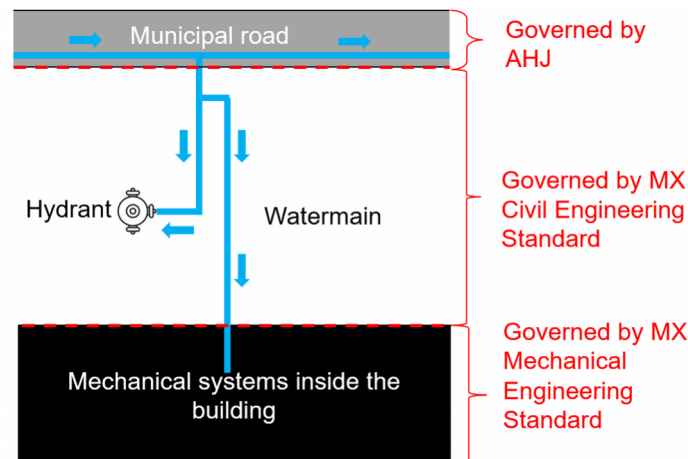 Municipal road
Governed by
AHJ
Hydrant
Watermain
Governed by MX
Civil Engineering
Standard
Mechanical systems inside the
building
Governed by MX
Mechanical
Engineering
Standard